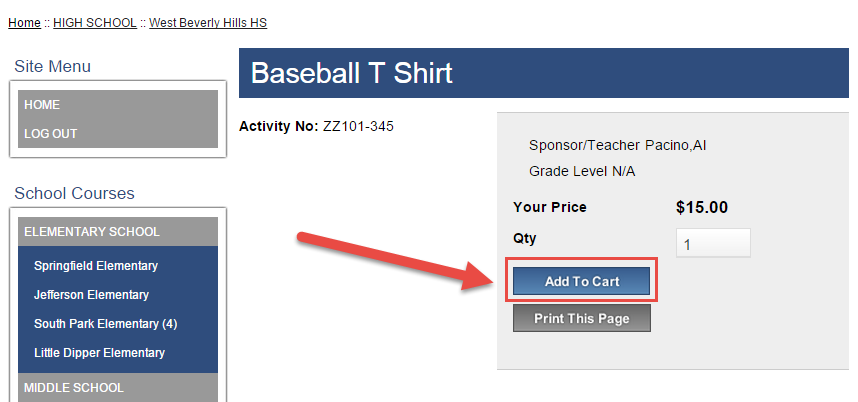 Home :: HIGH SCHOOL :: West Beverly Hills HS
Site Menu
HOME
LOG OUT
School Courses
ELEMENTARY SCHOOL
Springfield Elementary
Jefferson Elementary
South Park Elementary (4)
Little Dipper Elementary
MIDDLE SCHOOL
Baseball T Shirt
Activity No: ZZ101-345
Sponsor/Teacher Pacino,Al
Grade Level N/A
Your Price $15.00
Qty 1
Add To Cart
Print This Page